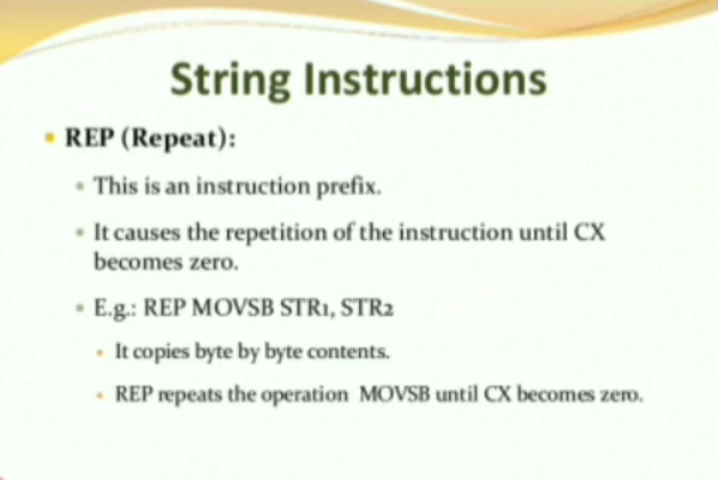 String Instructions
• REP (Repeat):
• This is an instruction prefix.
• It causes the repetition of the instruction until CX
becomes zero.
• E.g.: REP MOVSB STR1, STR2
• It copies byte by byte contents.
• REP repeats the operation MOVSB until CX becomes zero.